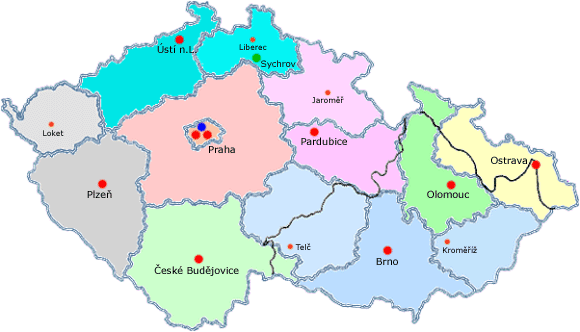 Ústí n.L.
Liberec
Sychrov
Jaroměř
Loket
Praha
Pardubice
Ostrava
Plzeň
Olomouc
Telč
Kroměříž
České Budějovice
Brno